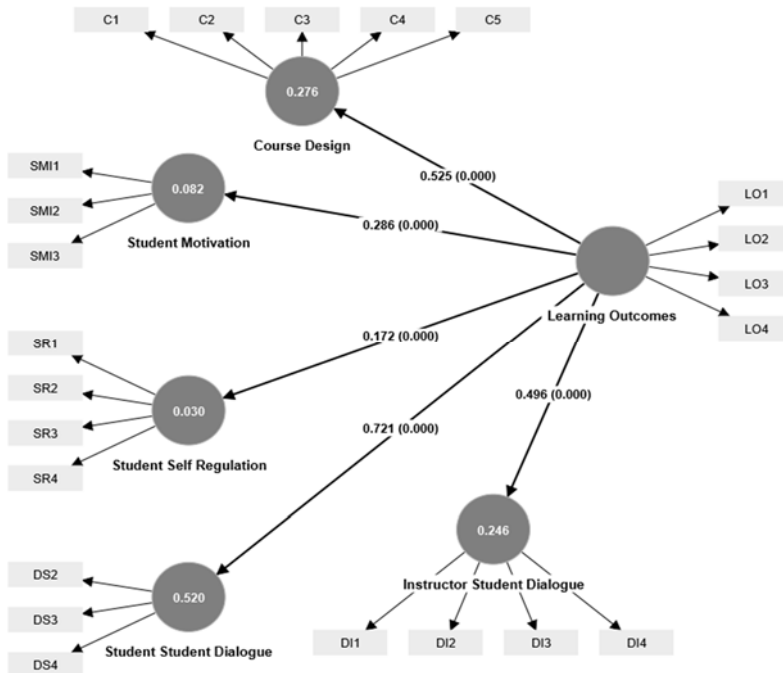 C1
C2
C3
C4
C5
0.276
Course Design
0.525 (0.000)
SMI1
SMI2
SMI3
0.082
Student Motivation
0.286 (0.000)
LO1
LO2
LO3
LO4
Learning Outcomes
0.172 (0.000)
SR1
SR2
SR3
SR4
0.030
Student Self Regulation
0.496 (0.000)
0.721 (0.000)
0.246
Instructor Student Dialogue
DS2
DS3
DS4
0.520
Student Student Dialogue
DI1
DI2
DI3
DI4